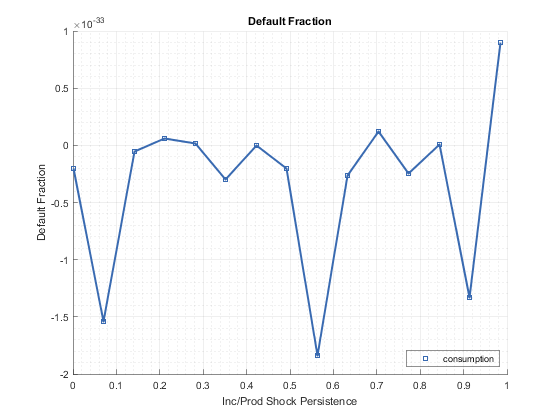 Default Fraction
×10-33
1
0.5
0
-0.5
-1
-1.5
-2
Default Fraction
0 0.1 0.2 0.3 0.4 0.5 0.6 0.7 0.8 0.9 1
Inc/Prod Shock Persistence
consumption